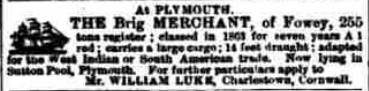 At PLYMOUTH.
THE Brig MERCHANT, of Fowey, 255
tons register; classed in 1863 for seven years A 1
red; carries a large cargo; 14 feet draught; adapted
for the West Indian or South American trade. Now lying in
Sutton Pool, Plymouth. For further particulars apply to
Mr. WILLIAM LUKE, Charlestown, Cornwall.